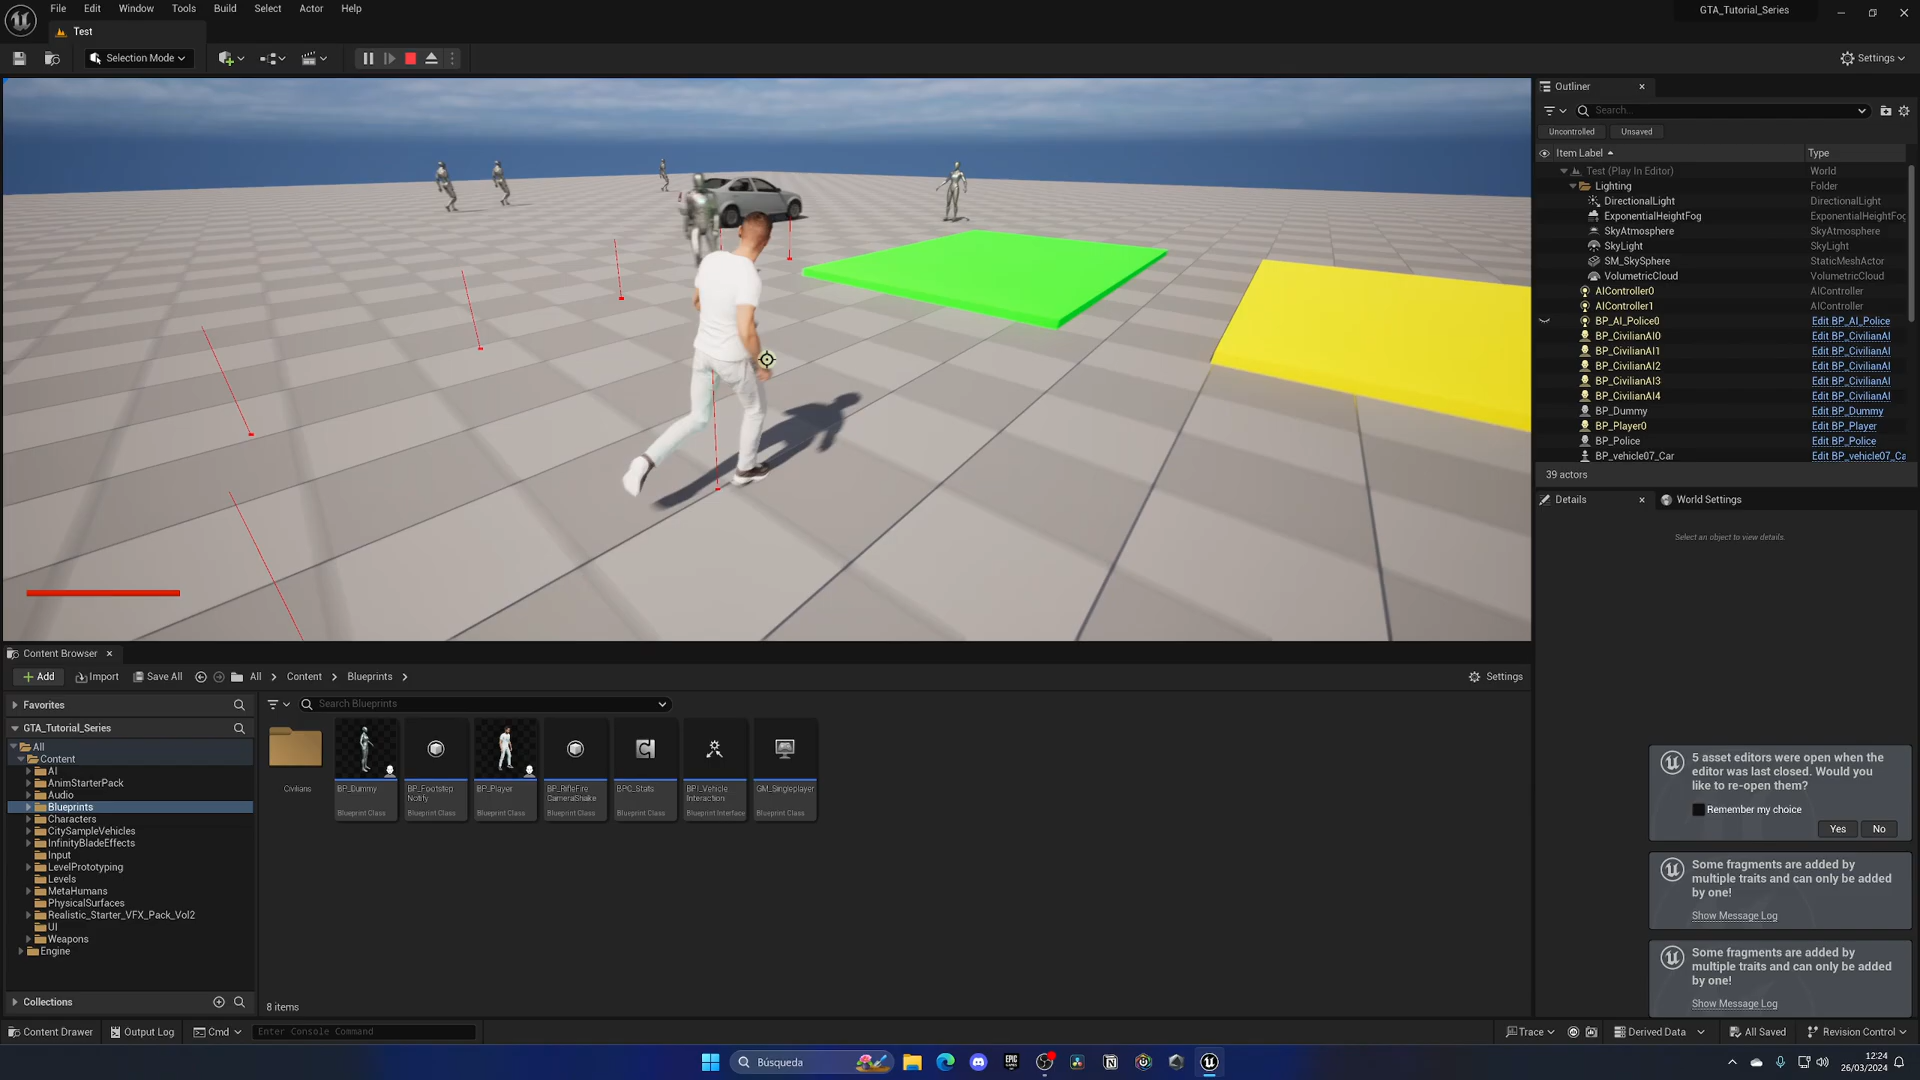 File Edit Window Tools Build Select Actor Help
GTA_Tutorial_Series
Test
Selection Mode
Settings
Outliner
Search...
Uncontrolled Unsaved
Item Label Type
Test (Play In Editor) World
Lighting Folder
DirectionalLight DirectionalLight
ExponentialHeightFog ExponentialHeightFog
SkyAtmosphere SkyAtmosphere
SkyLight SkyLight
SM_SkySphere StaticMeshActor
VolumetricCloud VolumetricCloud
AIController0 AIController
AIController1 AIController
BP_AI_Police0 Edit BP_AI_Police
BP_CivilianAI0 Edit BP_CivilianAI
BP_CivilianAI1 Edit BP_CivilianAI
BP_CivilianAI2 Edit BP_CivilianAI
BP_CivilianAI3 Edit BP_CivilianAI
BP_CivilianAI4 Edit BP_CivilianAI
BP_Dummy Edit BP_Dummy
BP_Player0 Edit BP_Player
BP_Police Edit BP_Police
BP_vehicle07_Car Edit BP_vehicle07_Ca
39 actors
Details World Settings
Select an object to view details.
Content Browser
Add Import Save All All Content Blueprints Settings
Favorites
GTA_Tutorial_Series
All
Content
AI
AnimStarterPack
Audio
Blueprints
Characters
CitySampleVehicles
InfinityBladeEffects
Input
LevelPrototyping
Levels
MetaHumans
PhysicalSurfaces
Realistic_Starter_VFX_Pack_Vol2
UI
Weapons
Engine
Collections
Search Blueprints
Civilians
BP_Dummy
Blueprint Class
BP_Footstep
Notify
Blueprint Class
BP_Player
Blueprint Class
BP_RifleFire
CameraShake
Blueprint Class
BPC_Stats
Blueprint Class
BPI_Vehicle
Interaction
Blueprint Interface
GM_Singleplayer
Blueprint Class
8 items
5 asset editors were open when the
editor was last closed. Would you
like to re-open them?
Remember my choice
Yes No
Some fragments are added by
multiple traits and can only be added
by one!
Show Message Log
Some fragments are added by
multiple traits and can only be added
by one!
Show Message Log
Content Drawer Output Log Cmd Enter Console Command
Trace Derived Data All Saved Revision Control
Búsqueda
12:24
26/03/2024